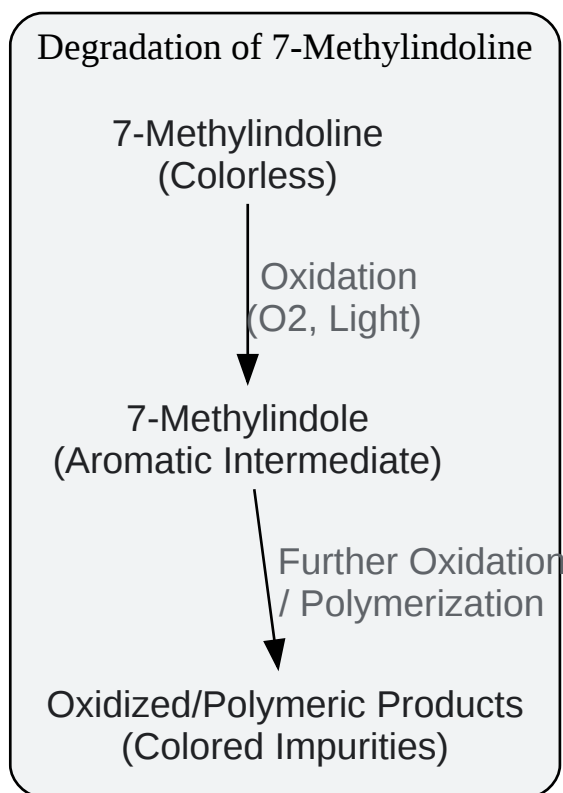 Degradation of 7-Methylindoline
7-Methylindoline
(Colorless)
Oxidation
(O2, Light)
7-Methylindole
(Aromatic Intermediate)
Further Oxidation
/ Polymerization
Oxidized/Polymeric Products
(Colored Impurities)